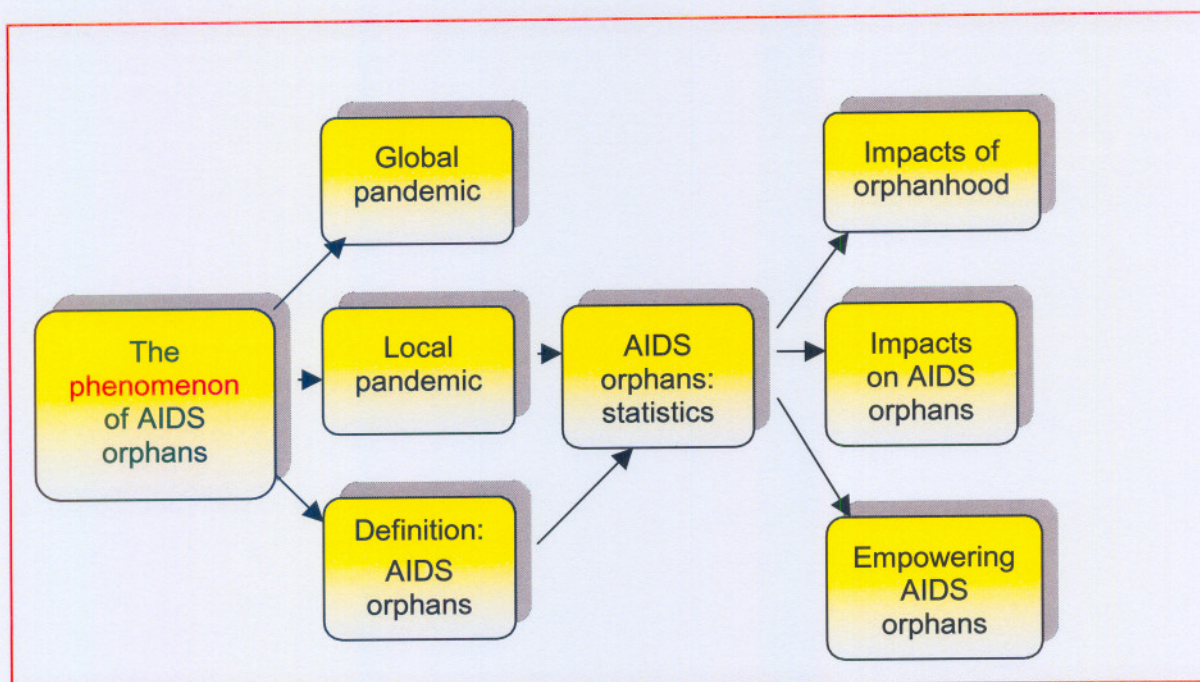 The
phenomenon
of AIDS
orphans
Global
pandemic
Local
pandemic
Definition:
AIDS
orphans
AIDS
orphans:
statistics
Impacts of
orphanhood
Impacts
on AIDS
orphans
Empowering
AIDS
orphans